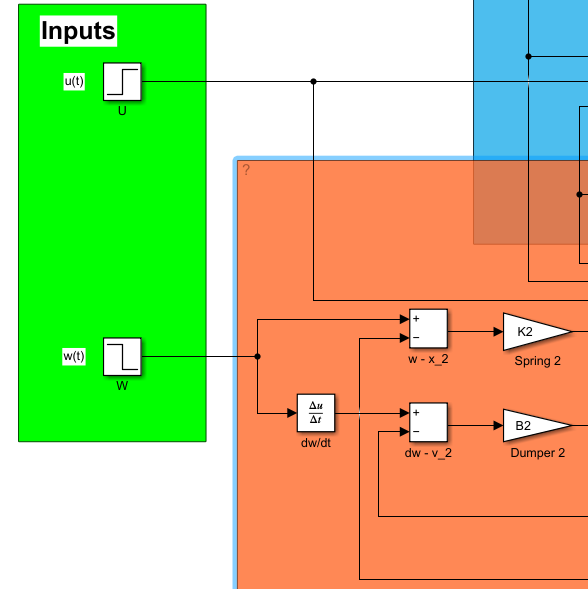 Inputs
u(t)
U
?
w(t)
W
+
−
w - x_2
K2
Spring 2
Δu
Δt
dw/dt
+
−
dw - v_2
B2
Dumper 2